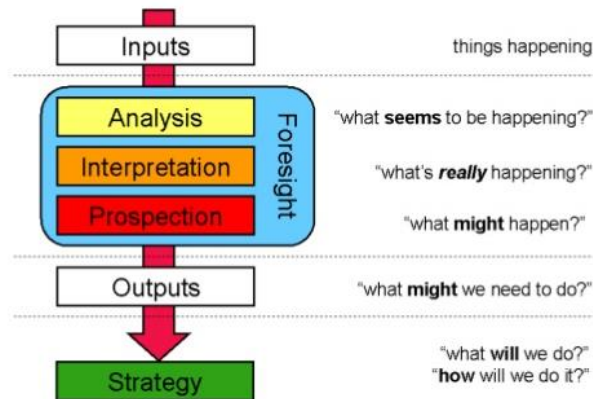 Inputs
things happening
Analysis
“what seems to be happening?”
Foresight
Interpretation
“what’s really happening?”
Prospection
“what might happen?”
Outputs
“what might we need to do?”
“what will we do?”
“how will we do it?”
Strategy